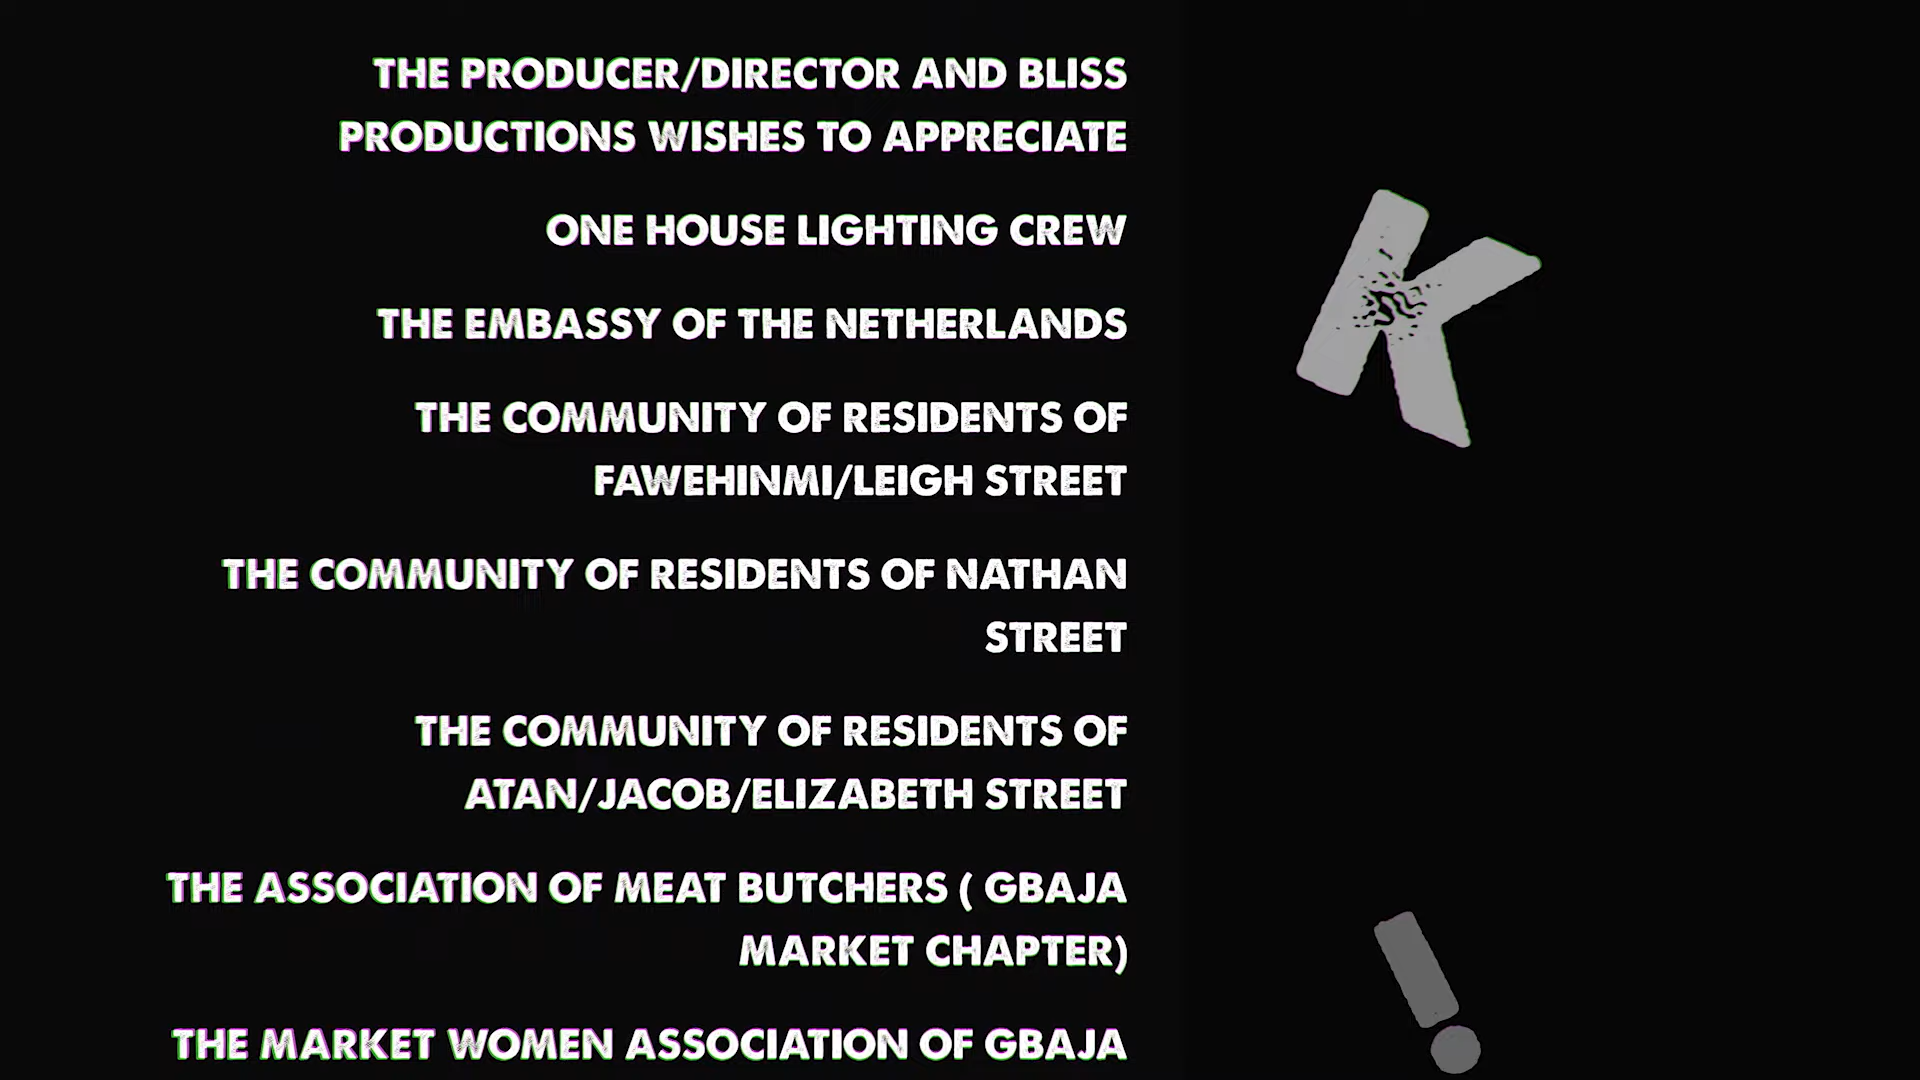 THE PRODUCER/DIRECTOR AND BLISS
PRODUCTIONS WISHES TO APPRECIATE
ONE HOUSE LIGHTING CREW
THE EMBASSY OF THE NETHERLANDS
THE COMMUNITY OF RESIDENTS OF
FAWEHINMI/LEIGH STREET
THE COMMUNITY OF RESIDENTS OF NATHAN
STREET
THE COMMUNITY OF RESIDENTS OF
ATAN/JACOB/ELIZABETH STREET
THE ASSOCIATION OF MEAT BUTCHERS ( GBAJA
MARKET CHAPTER)
THE MARKET WOMEN ASSOCIATION OF GBAJA
K
!